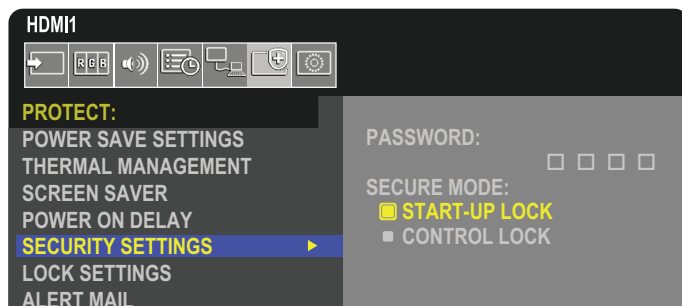 HDMI1
RGB
PROTECT:
POWER SAVE SETTINGS
THERMAL MANAGEMENT
SCREEN SAVER
POWER ON DELAY
SECURITY SETTINGS
LOCK SETTINGS
ALERT MAIL
PASSWORD:
SECURE MODE:
START-UP LOCK
CONTROL LOCK